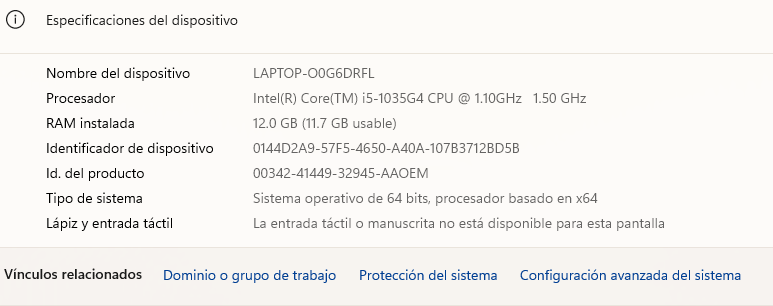 Especificaciones del dispositivo
Nombre del dispositivo LAPTOP-O0G6DRFL
Procesador Intel(R) Core(TM) i5-1035G4 CPU @ 1.10GHz 1.50 GHz
RAM instalada 12.0 GB (11.7 GB usable)
Identificador de dispositivo 0144D2A9-57F5-4650-A40A-107B3712BD5B
Id. del producto 00342-41449-32945-AAOEM
Tipo de sistema Sistema operativo de 64 bits, procesador basado en x64
Lápiz y entrada táctil La entrada táctil o manuscrita no está disponible para esta pantalla
Vínculos relacionados Dominio o grupo de trabajo Protección del sistema Configuración avanzada del sistema